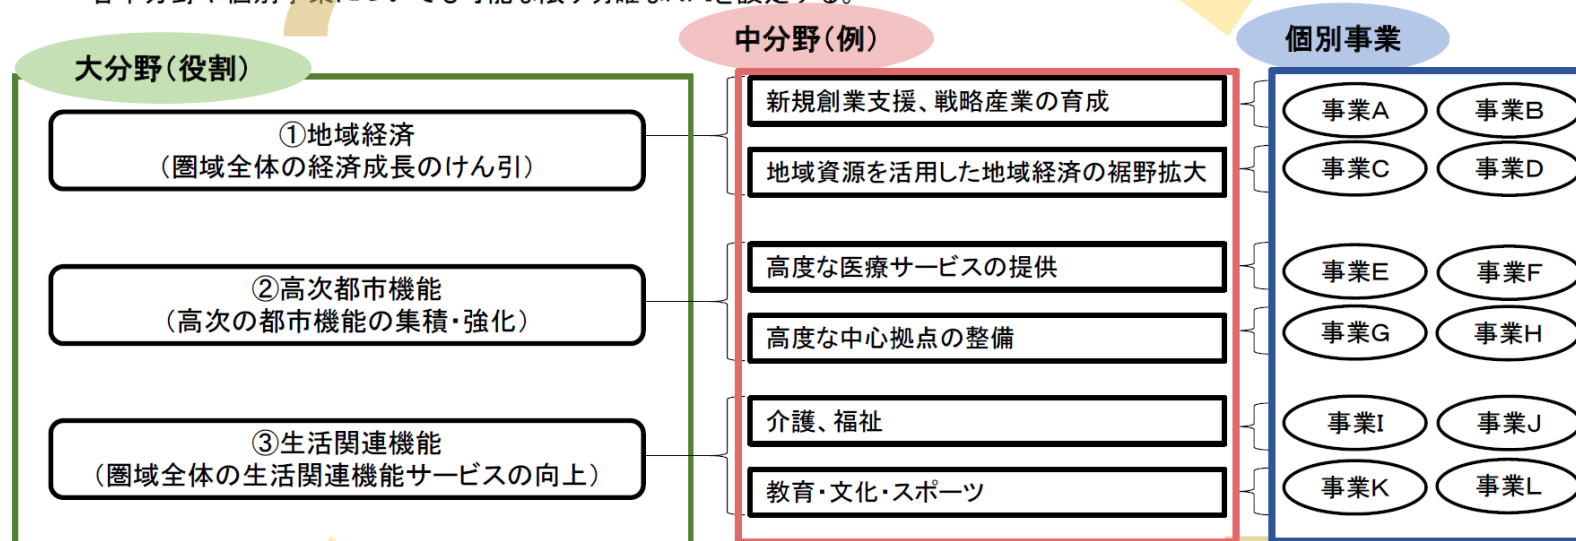 大分野(役割)
中分野(例)
個別事業
①地域経済
(圏域全体の経済成長のけん引)
新規創業支援、戦略産業の育成
事業A 事業B
地域資源を活用した地域経済の裾野拡大
事業C 事業D
②高次都市機能
(高次の都市機能の集積・強化)
高度な医療サービスの提供
事業E 事業F
高度な中心拠点の整備
事業G 事業H
③生活関連機能
(圏域全体の生活関連機能サービスの向上)
介護、福祉
事業I 事業J
教育・文化・スポーツ
事業K 事業L